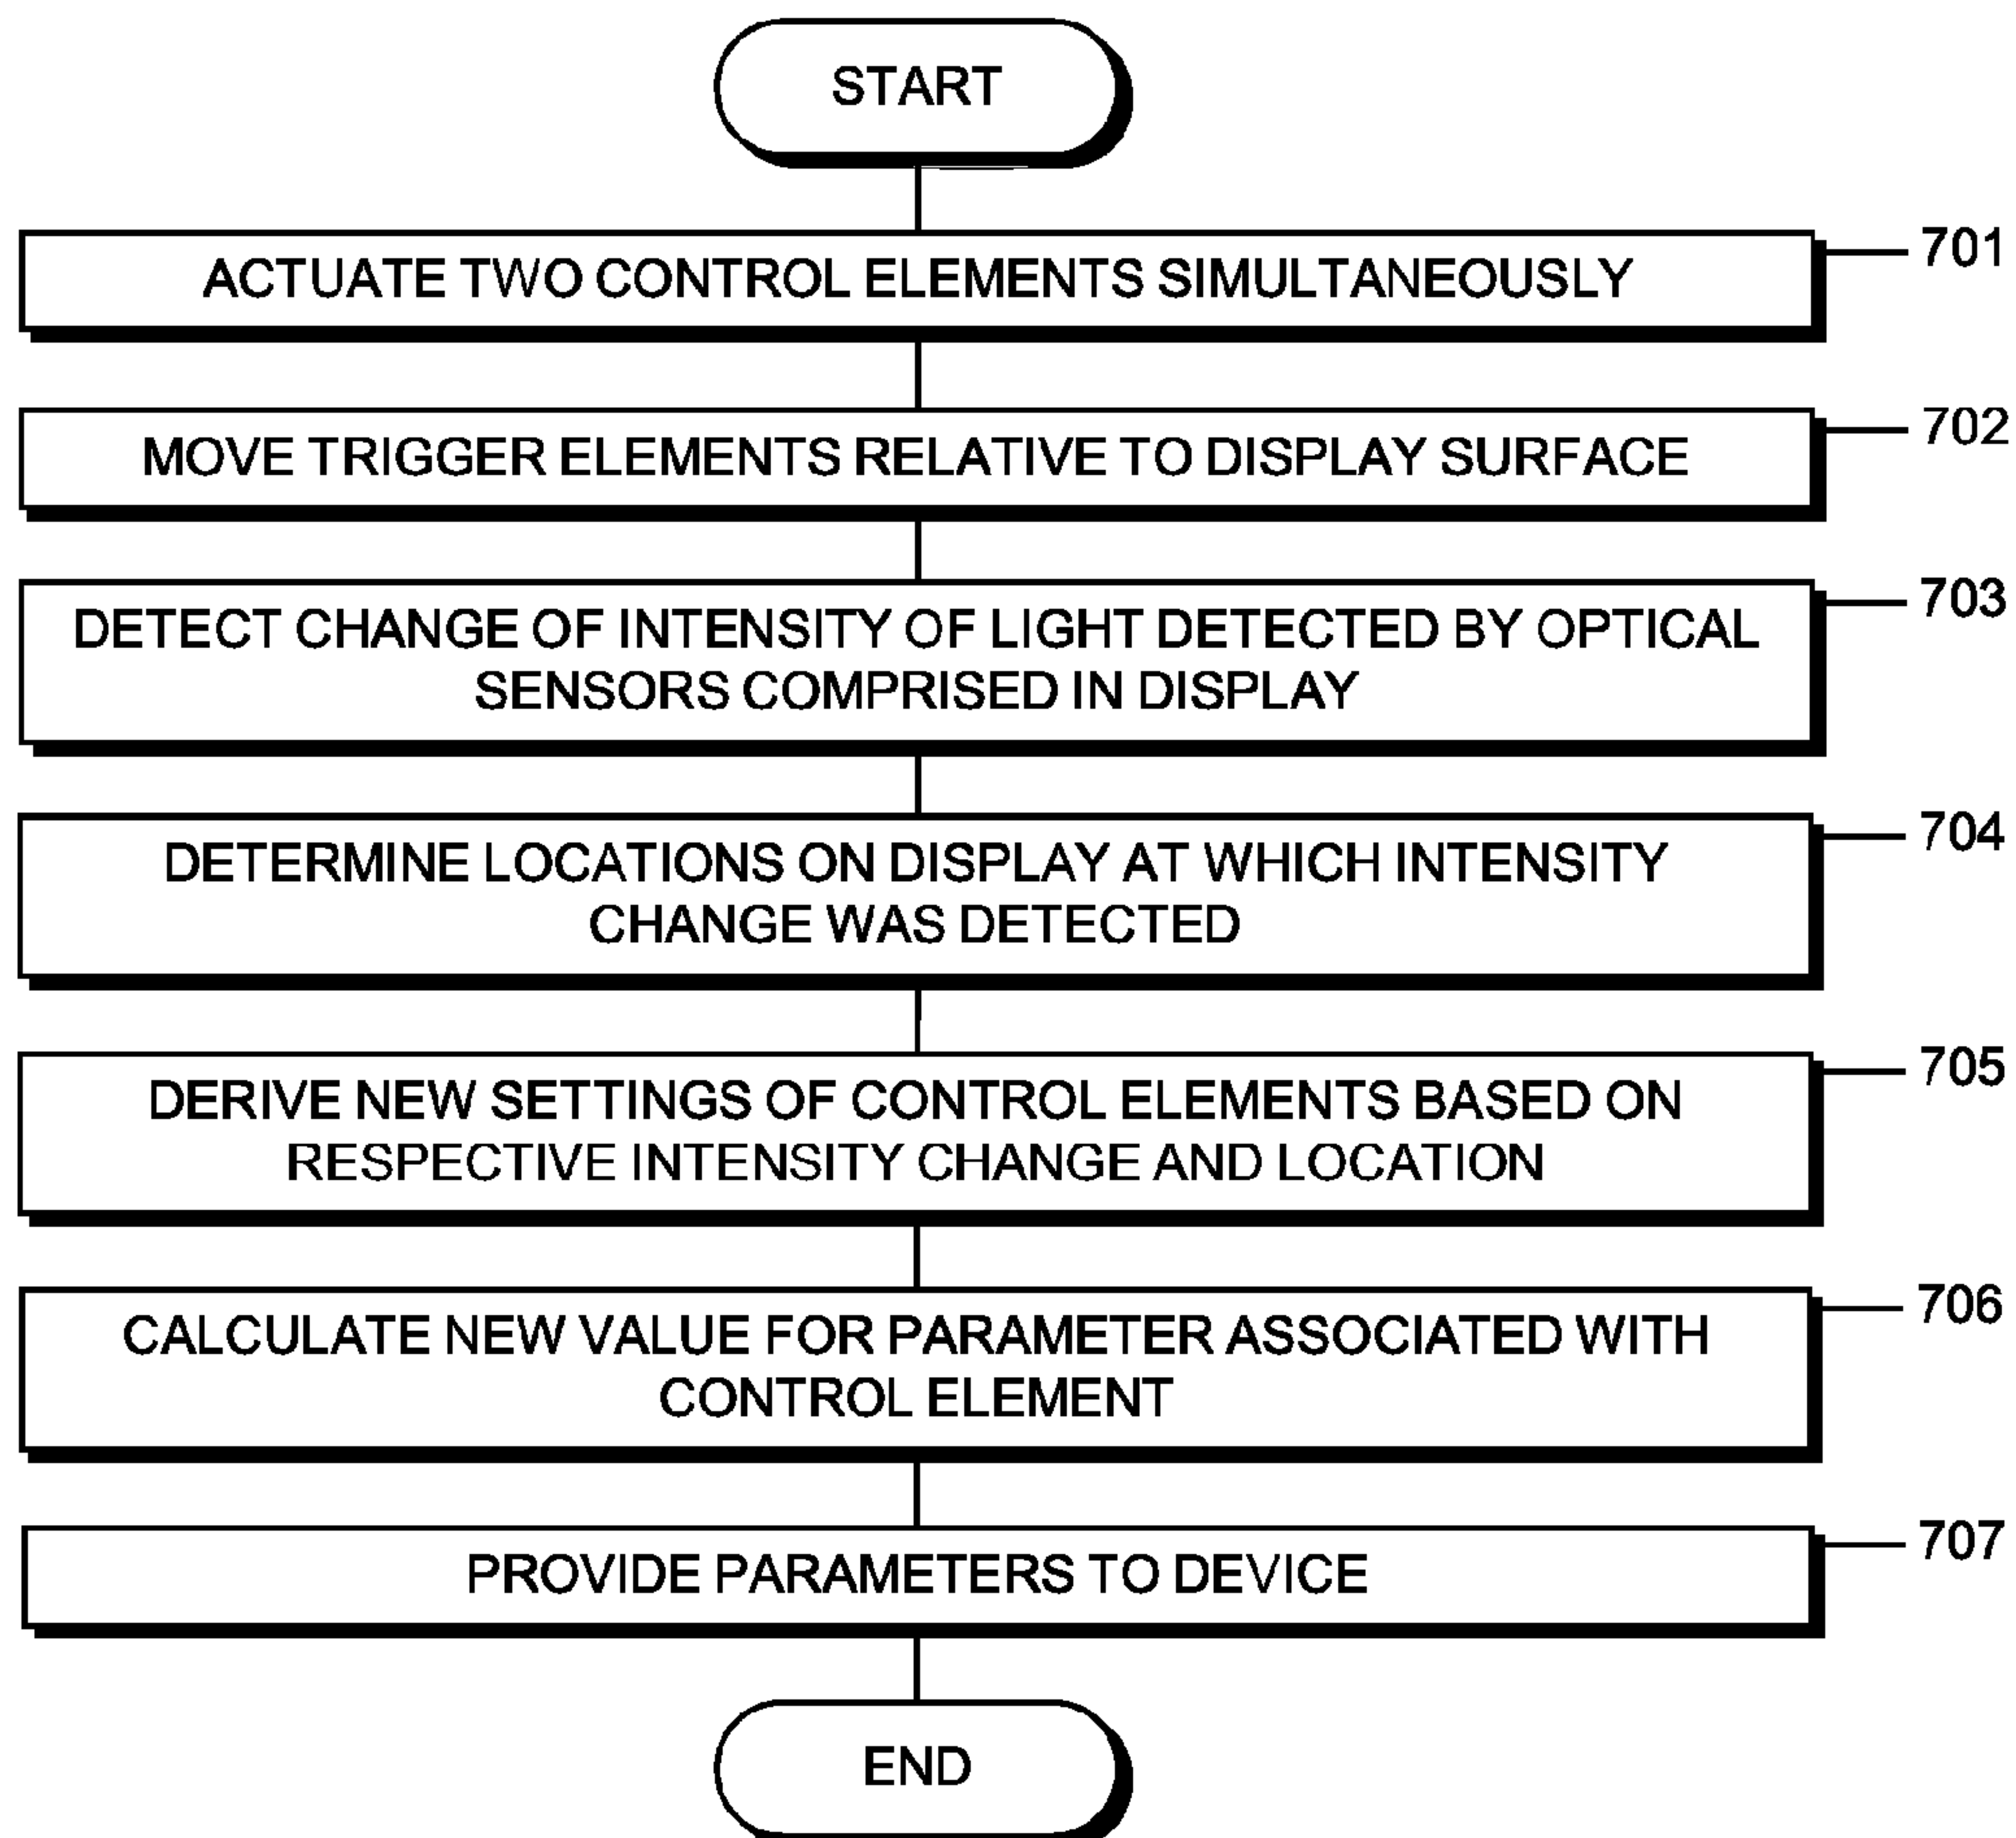 START
ACTUATE TWO CONTROL ELEMENTS SIMULTANEOUSLY
701
MOVE TRIGGER ELEMENTS RELATIVE TO DISPLAY SURFACE
702
DETECT CHANGE OF INTENSITY OF LIGHT DETECTED BY OPTICAL
SENSORS COMPRISED IN DISPLAY
703
DETERMINE LOCATIONS ON DISPLAY AT WHICH INTENSITY
CHANGE WAS DETECTED
704
DERIVE NEW SETTINGS OF CONTROL ELEMENTS BASED ON
RESPECTIVE INTENSITY CHANGE AND LOCATION
705
CALCULATE NEW VALUE FOR PARAMETER ASSOCIATED WITH
CONTROL ELEMENT
706
PROVIDE PARAMETERS TO DEVICE
707
END